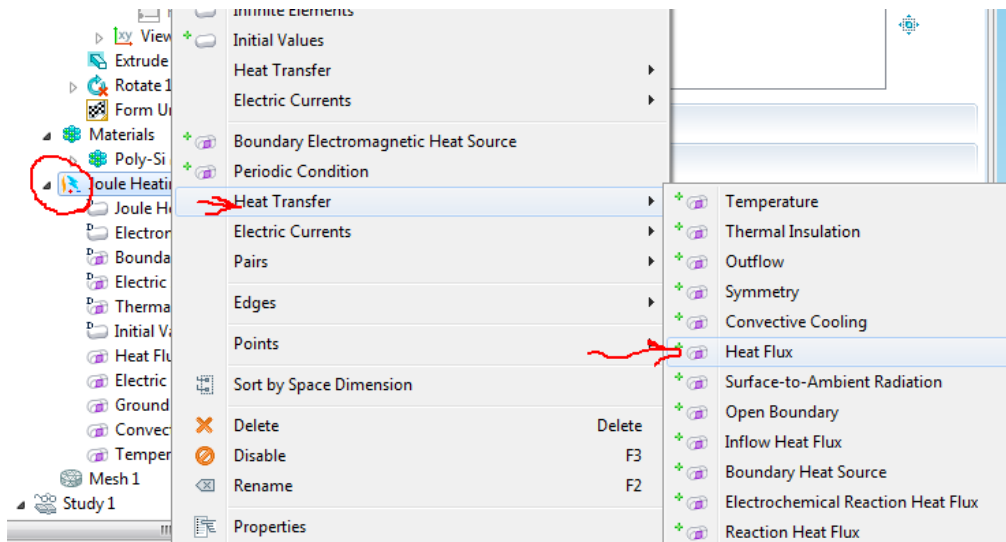 Infinite Elements
View
Initial Values
Extrude
Heat Transfer
Rotate 1
Electric Currents
Form Un
Materials
Boundary Electromagnetic Heat Source
Poly-Si
Periodic Condition
Joule Heati
Heat Transfer
Temperature
Joule He
Electric Currents
Thermal Insulation
Electron
Pairs
Outflow
Bounda
Symmetry
Electric
Edges
Convective Cooling
Therma
Initial Va
Points
Heat Flux
Heat Flu
Sort by Space Dimension
Surface-to-Ambient Radiation
Electric
Open Boundary
Ground
Delete Delete
Inflow Heat Flux
Convec
Disable F3
Boundary Heat Source
Temper
Rename F2
Mesh 1
Electrochemical Reaction Heat Flux
Study 1
Properties
Reaction Heat Flux